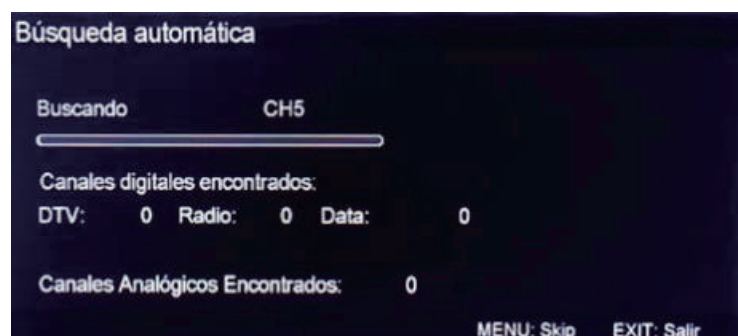 Búsqueda automática
Buscando CH5
Canales digitales encontrados:
DTV: 0 Radio: 0 Data: 0
Canales Analógicos Encontrados: 0
MENU: Skip EXIT: Salir